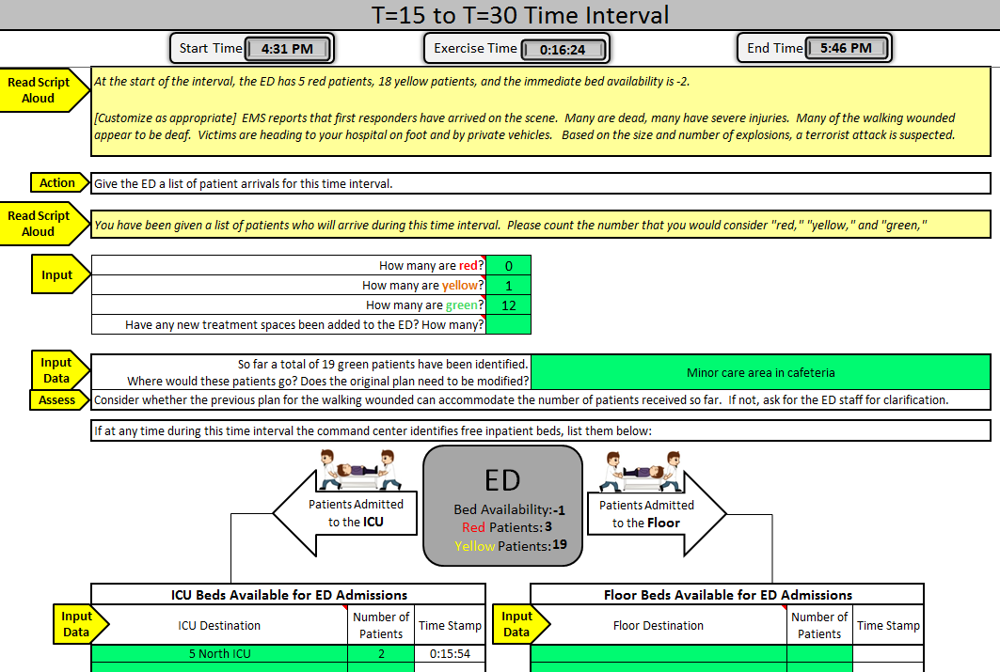 T=15 to T=30 Time Interval
Start Time 4:31 PM
Exercise Time 0:16:24
End Time 5:46 PM
Read Script
Aloud
At the start of the interval, the ED has 5 red patients, 18 yellow patients, and the immediate bed availability is -2.
[Customize as appropriate] EMS reports that first responders have arrived on the scene. Many are dead, many have severe injuries. Many of the walking wounded
appear to be deaf. Victims are heading to your hospital on foot and by private vehicles. Based on the size and number of explosions, a terrorist attack is suspected.
Action
Give the ED a list of patient arrivals for this time interval.
Read Script
Aloud
You have been given a list of patients who will arrive during this time interval. Please count the number that you would consider "red," "yellow," and "green,"
Input
How many are red? 0
How many are yellow? 1
How many are green? 12
Have any new treatment spaces been added to the ED? How many?
Input
Data
So far a total of 19 green patients have been identified.
Where would these patients go? Does the original plan need to be modified?
Minor care area in cafeteria
Assess
Consider whether the previous plan for the walking wounded can accommodate the number of patients received so far. If not, ask for the ED staff for clarification.
If at any time during this time interval the command center identifies free inpatient beds, list them below:
Patients Admitted
to the ICU
ED
Bed Availability:-1
Red Patients:3
Yellow Patients:19
Patients Admitted
to the Floor
ICU Beds Available for ED Admissions
Input
Data
ICU Destination
Number of
Patients
Time Stamp
5 North ICU 2 0:15:54
Floor Beds Available for ED Admissions
Input
Data
Floor Destination
Number of
Patients
Time Stamp